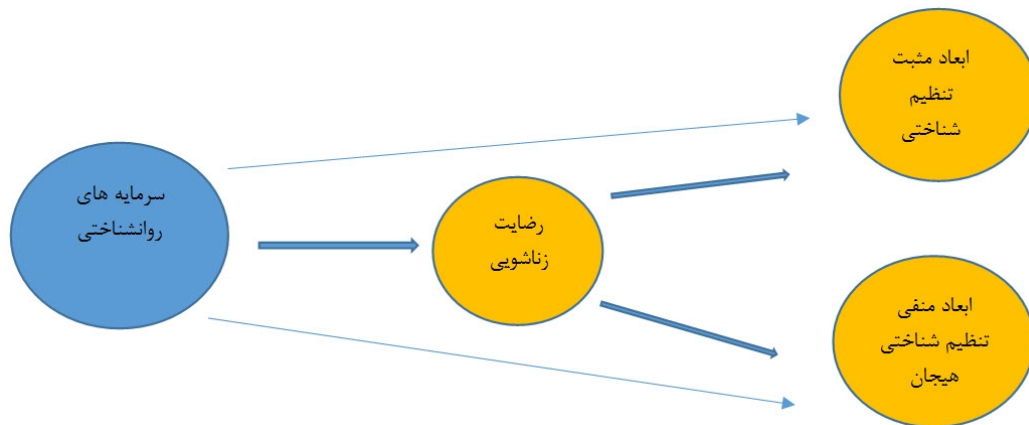 سرمایه های
روانشناختی
رضایت
زناشویی
ابعاد مثبت
تنظیم
شناختی
ابعاد منفی
تنظیم شناختی
هیجان